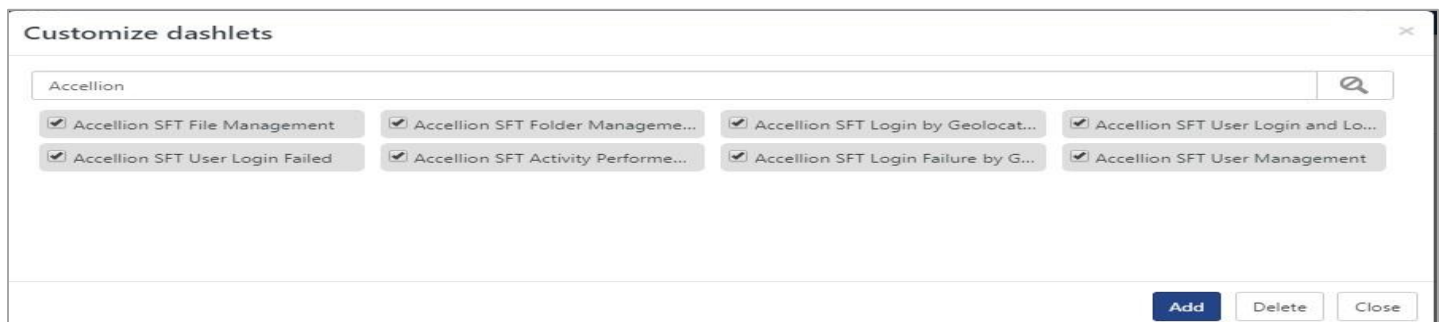 Customize dashlets
Accellion
Accellion SFT File Management
Accellion SFT Folder Manageme...
Accellion SFT Login by Geolocat...
Accellion SFT User Login and Lo...
Accellion SFT User Login Failed
Accellion SFT Activity Performe...
Accellion SFT Login Failure by G...
Accellion SFT User Management
Add
Delete
Close